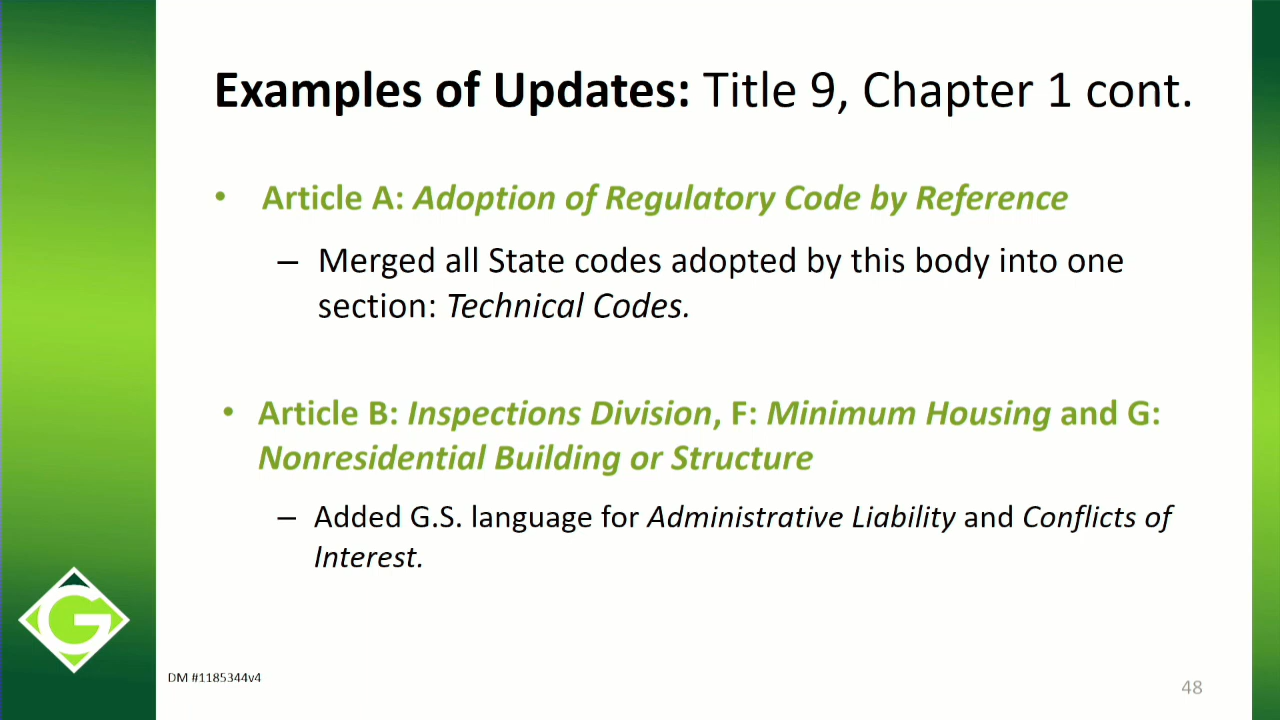 Examples of Updates: Title 9, Chapter 1 cont.
• Article A: Adoption of Regulatory Code by Reference
– Merged all State codes adopted by this body into one
section: Technical Codes.
• Article B: Inspections Division, F: Minimum Housing and G:
Nonresidential Building or Structure
– Added G.S. language for Administrative Liability and Conflicts of
Interest.
G
DM #1185344v4
48